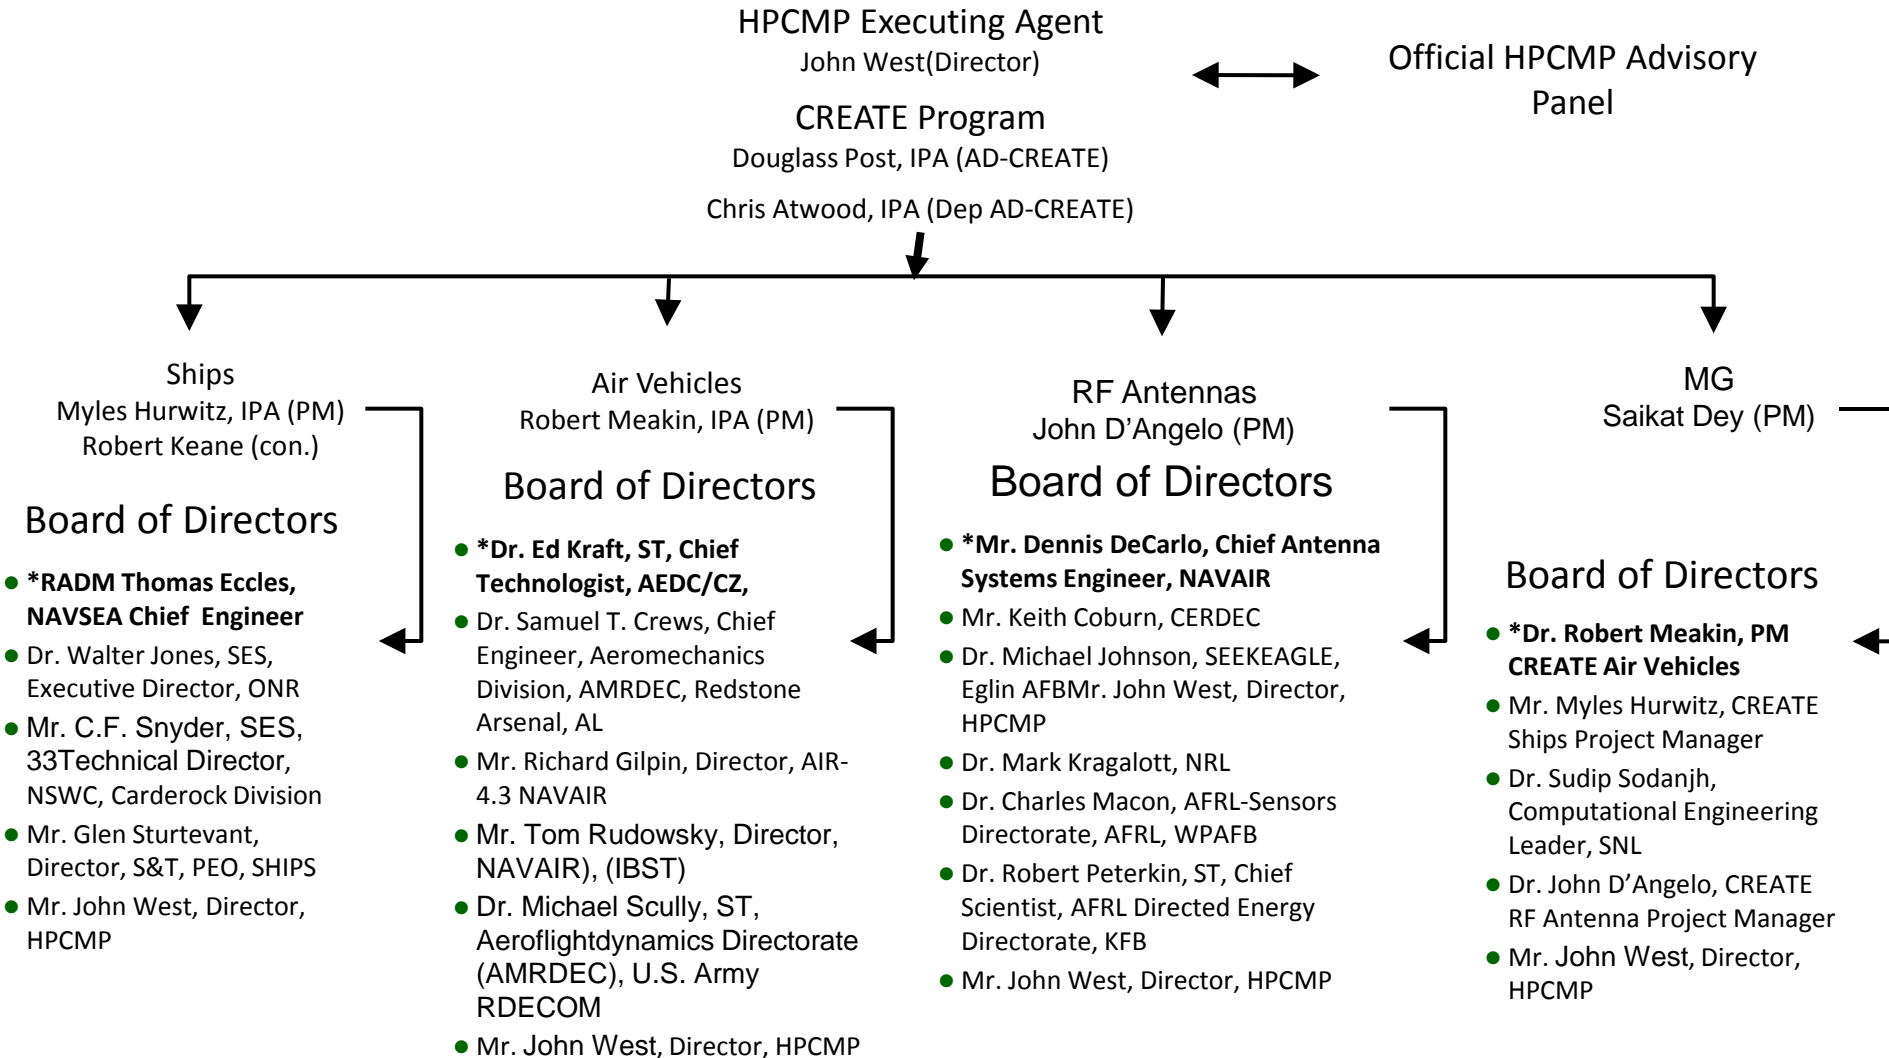 HPCMP Executing Agent
John West(Director)
Official HPCMP Advisory
Panel
CREATE Program
Douglass Post, IPA (AD-CREATE)
Chris Atwood, IPA (Dep AD-CREATE)
Ships
Myles Hurwitz, IPA (PM)
Robert Keane (con.)
Board of Directors
*RADM Thomas Eccles,
NAVSEA Chief  Engineer
Dr. Walter Jones, SES,
Executive Director, ONR
Mr. C.F. Snyder, SES,
33Technical Director,
NSWC, Carderock Division
Mr. Glen Sturtevant,
Director, S&T, PEO, SHIPS
Mr. John West, Director,
HPCMP
Air Vehicles
Robert Meakin, IPA (PM)
Board of Directors
*Dr. Ed Kraft, ST, Chief
Technologist, AEDC/CZ,
Dr. Samuel T. Crews, Chief
Engineer, Aeromechanics
Division, AMRDEC, Redstone
Arsenal, AL
Mr. Richard Gilpin, Director, AIR-
4.3 NAVAIR
Mr. Tom Rudowsky, Director,
NAVAIR), (IBST)
Dr. Michael Scully, ST,
Aeroflightdynamics Directorate
(AMRDEC), U.S. Army
RDECOM
Mr. John West, Director, HPCMP
RF Antennas
John D’Angelo (PM)
Board of Directors
*Mr. Dennis DeCarlo, Chief Antenna
Systems Engineer, NAVAIR
Mr. Keith Coburn, CERDEC
Dr. Michael Johnson, SEEKEAGLE,
Eglin AFBMr. John West, Director,
HPCMP
Dr. Mark Kragalott, NRL
Dr. Charles Macon, AFRL-Sensors
Directorate, AFRL, WPAFB
Dr. Robert Peterkin, ST, Chief
Scientist, AFRL Directed Energy
Directorate, KFB
Mr. John West, Director, HPCMP
MG
Saikat Dey (PM)
Board of Directors
*Dr. Robert Meakin, PM
CREATE Air Vehicles
Mr. Myles Hurwitz, CREATE
Ships Project Manager
Dr. Sudip Sodanjh,
Computational Engineering
Leader, SNL
Dr. John D’Angelo, CREATE
RF Antenna Project Manager
Mr. John West, Director,
HPCMP